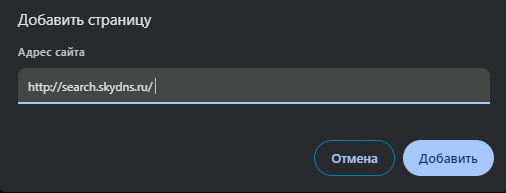 Добавить страницу
Адрес сайта
http://search.skydns.ru/
Отмена
Добавить